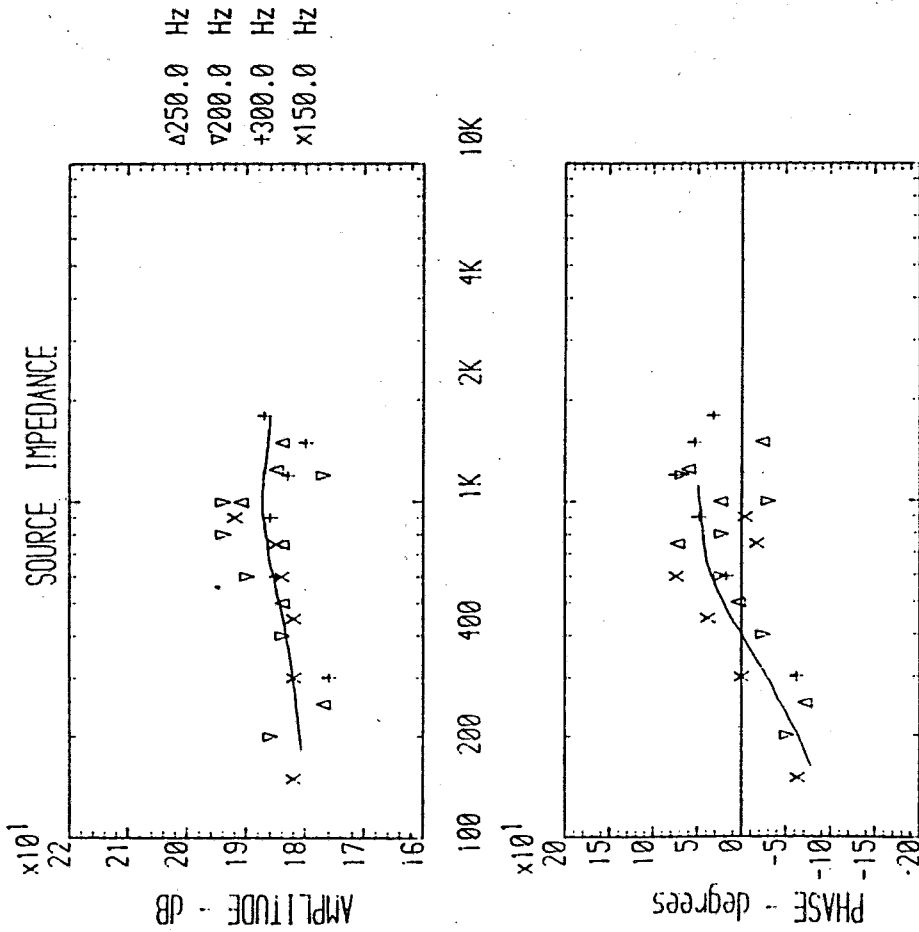 SOURCE IMPEDANCE
x10¹
22
21
20
19
18
17
16
AMPLITUDE - dB
Δ250.0 Hz
∇200.0 Hz
+300.0 Hz
x150.0 Hz
100
200
400
1K
2K
4K
10K
x10¹
20
15
10
5
0
-5
-10
-15
-20
PHASE - degrees